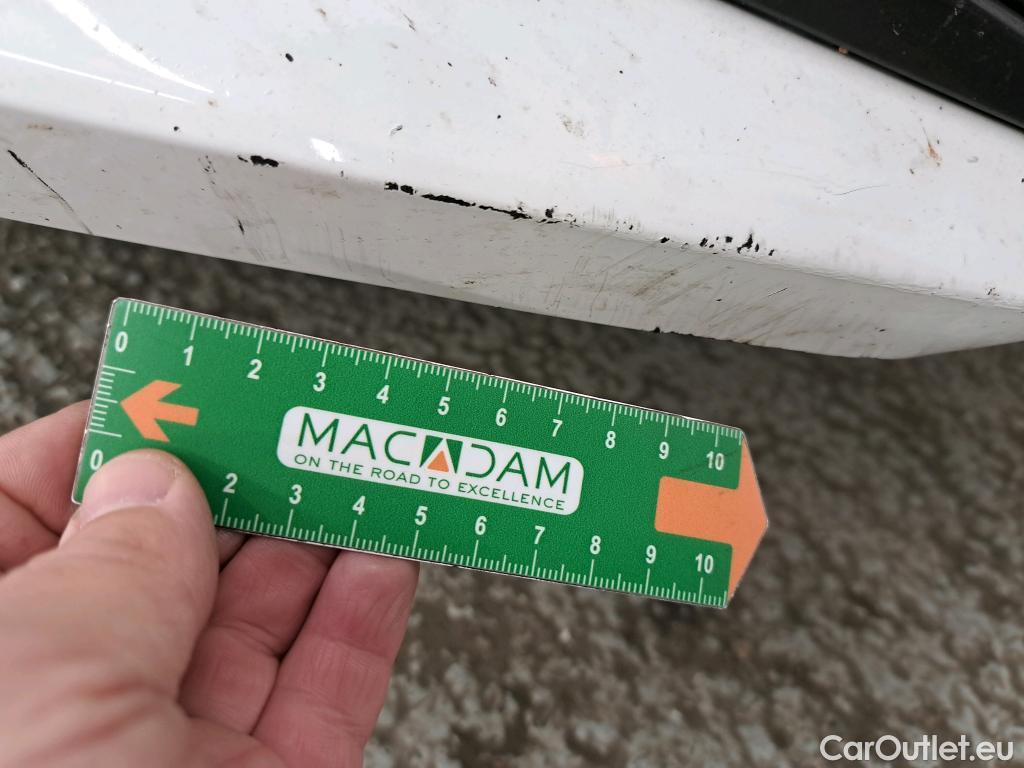 0 1 2 3 4 5 6 7 8 9 10
MACADAM
ON THE ROAD TO EXCELLENCE
0 2 3 4 5 6 7 8 9 10
CarOutlet.eu